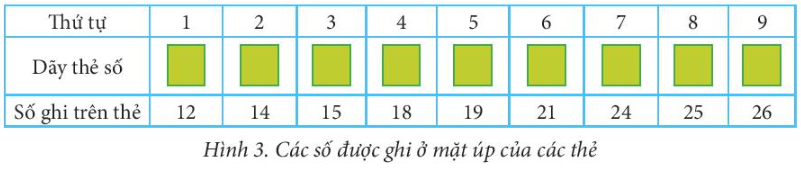 Thứ tự 1 2 3 4 5 6 7 8 9
Dãy thẻ số
Số ghi trên thẻ 12 14 15 18 19 21 24 25 26
Hình 3. Các số được ghi ở mặt úp của các thẻ